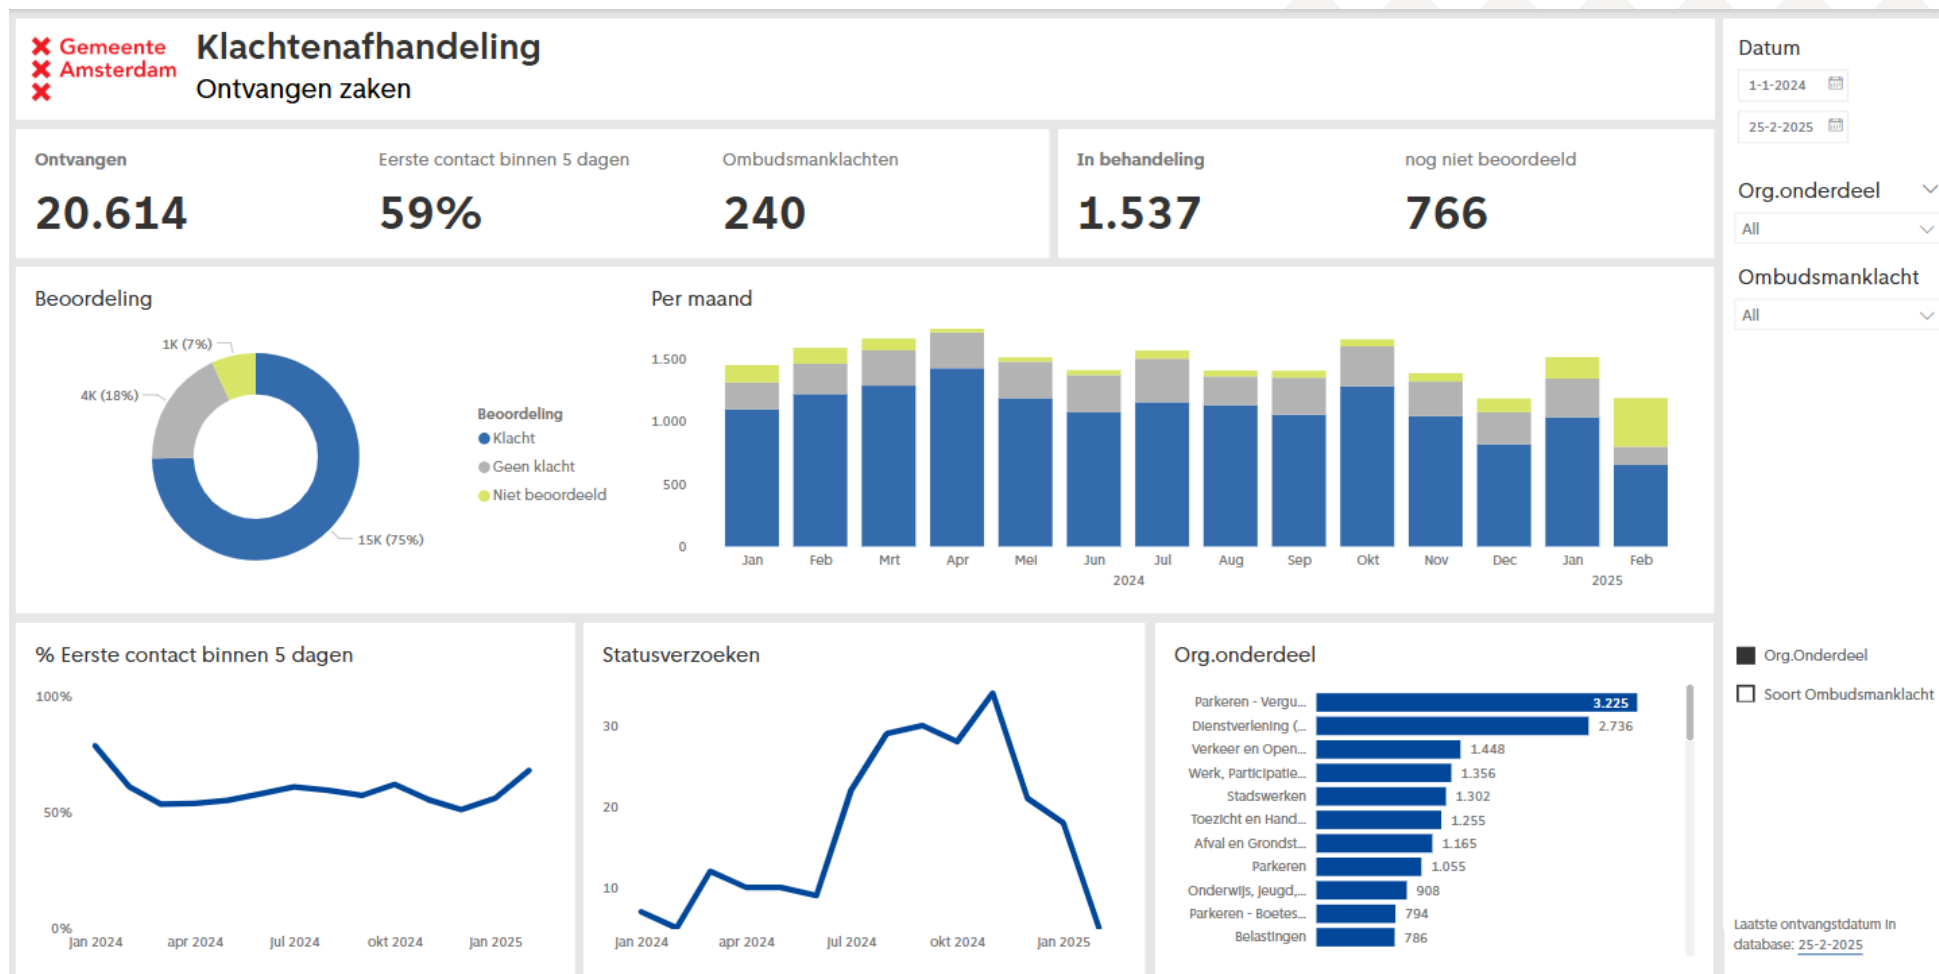 Gemeente
Amsterdam
Klachtenafhandeling
Ontvangen zaken
Ontvangen
20.614
Eerste contact binnen 5 dagen
59%
Ombudsmanklachten
240
In behandeling
1.537
nog niet beoordeeld
766
Beoordeling
1K (7%)
4K (18%)
15K (75%)
Beoordeling
Klacht
Geen klacht
Niet beoordeeld
Per maand
1.500
1.000
500
0
Jan Feb Mrt Apr Mei Jun Jul Aug Sep Okt Nov Dec Jan Feb
2024 2025
% Eerste contact binnen 5 dagen
100%
50%
0%
jan 2024 apr 2024 jul 2024 okt 2024 jan 2025
Statusverzoeken
30
20
10
jan 2024 apr 2024 jul 2024 okt 2024 jan 2025
Org.onderdeel
Parkeren - Vergu... 3.225
Dienstverlening (... 2.736
Verkeer en Open... 1.448
Werk, Participatie... 1.356
Stadswerken 1.302
Toezicht en Hand... 1.255
Afval en Grondst... 1.165
Parkeren 1.055
Onderwijs, Jeugd,... 908
Parkeren - Boetes... 794
Belastingen 786
Datum
1-1-2024
25-2-2025
Org.onderdeel
All
Ombudsmanklacht
All
Org.Onderdeel
Soort Ombudsmanklacht
Laatste ontvangstdatum in
database: 25-2-2025